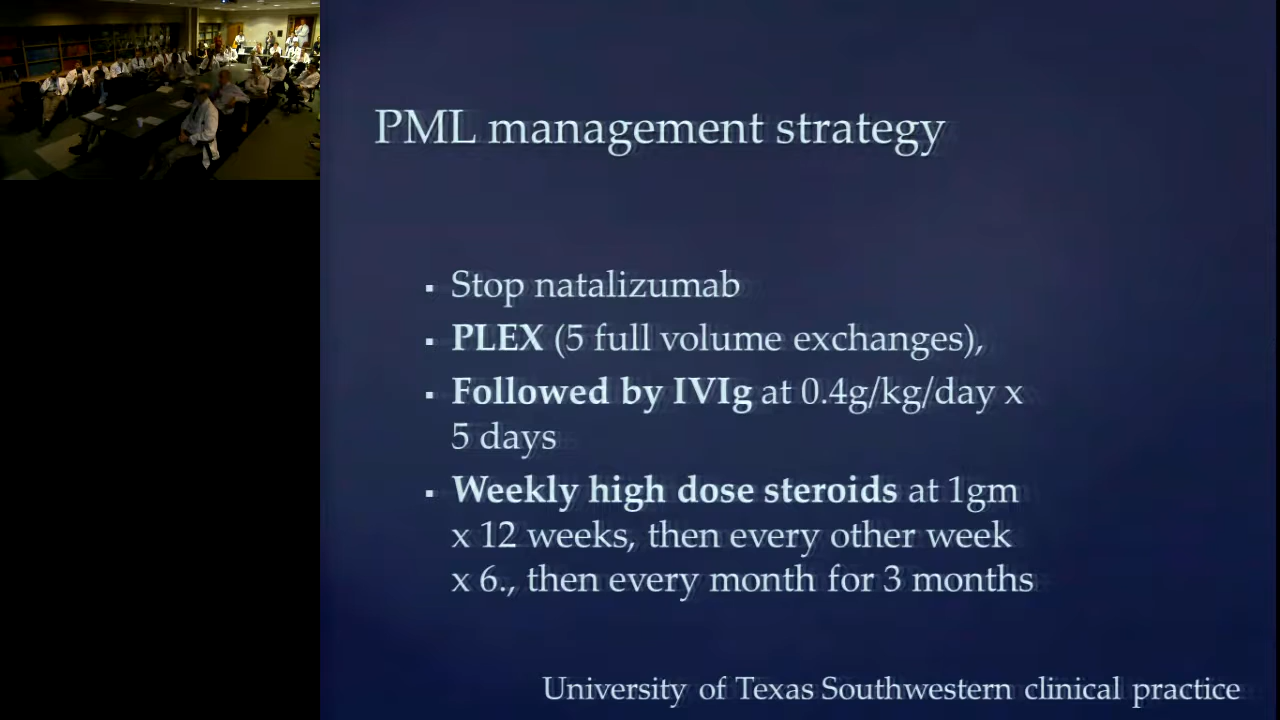 PML management strategy
▪ Stop natalizumab
▪ PLEX (5 full volume exchanges),
▪ Followed by IVIg at 0.4g/kg/day x
5 days
▪ Weekly high dose steroids at 1gm
x 12 weeks, then every other week
x 6., then every month for 3 months
University of Texas Southwestern clinical practice